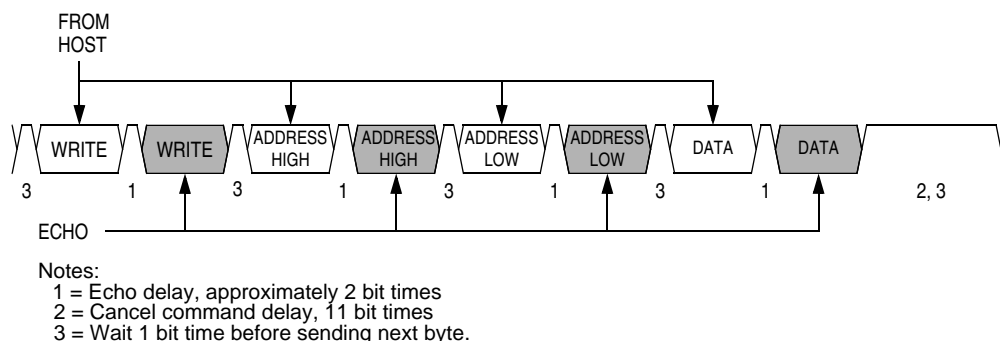 FROM
HOST
WRITE
WRITE
ADDRESS
HIGH
ADDRESS
HIGH
ADDRESS
LOW
ADDRESS
LOW
DATA
DATA
3
1
3
1
3
1
3
1
2, 3
ECHO
Notes:
1 = Echo delay, approximately 2 bit times
2 = Cancel command delay, 11 bit times
3 = Wait 1 bit time before sending next byte.